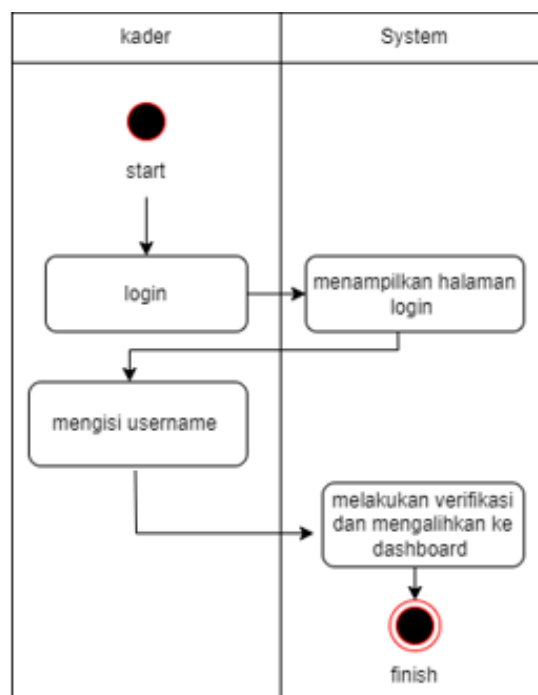 kader
System
start
login
menampilkan halaman
login
mengisi username
melakukan verifikasi
dan mengalihkan ke
dashboard
finish